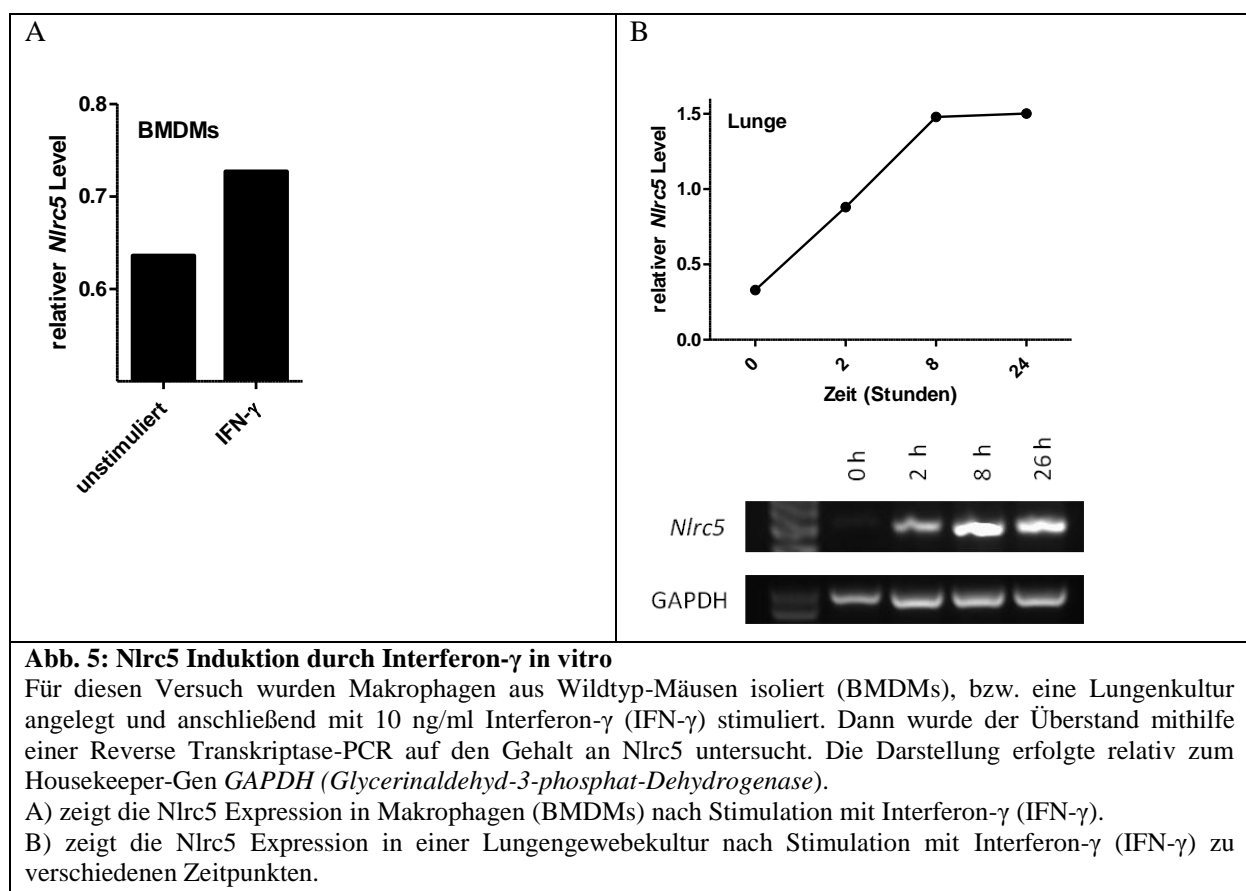 A
0.8
BMDMs
0.7
0.6
relativer Nlrc5 Level
unstimuliert
IFN-γ
B
1.5
Lunge
1.0
0.5
0.0
relativer Nlrc5 Level
0
2
8
24
Zeit (Stunden)
0 h
2 h
8 h
26 h
Nlrc5
GAPDH
Abb. 5: Nlrc5 Induktion durch Interferon-γ in vitro
Für diesen Versuch wurden Makrophagen aus Wildtyp-Mäusen isoliert (BMDMs), bzw. eine Lungenkultur
angelegt und anschließend mit 10 ng/ml Interferon-γ (IFN-γ) stimuliert. Dann wurde der Überstand mithilfe
einer Reverse Transkriptase-PCR auf den Gehalt an Nlrc5 untersucht. Die Darstellung erfolgte relativ zum
Housekeeper-Gen GAPDH (Glycerinaldehyd-3-phosphat-Dehydrogenase).
A) zeigt die Nlrc5 Expression in Makrophagen (BMDMs) nach Stimulation mit Interferon-γ (IFN-γ).
B) zeigt die Nlrc5 Expression in einer Lungengewebekultur nach Stimulation mit Interferon-γ (IFN-γ) zu
verschiedenen Zeitpunkten.